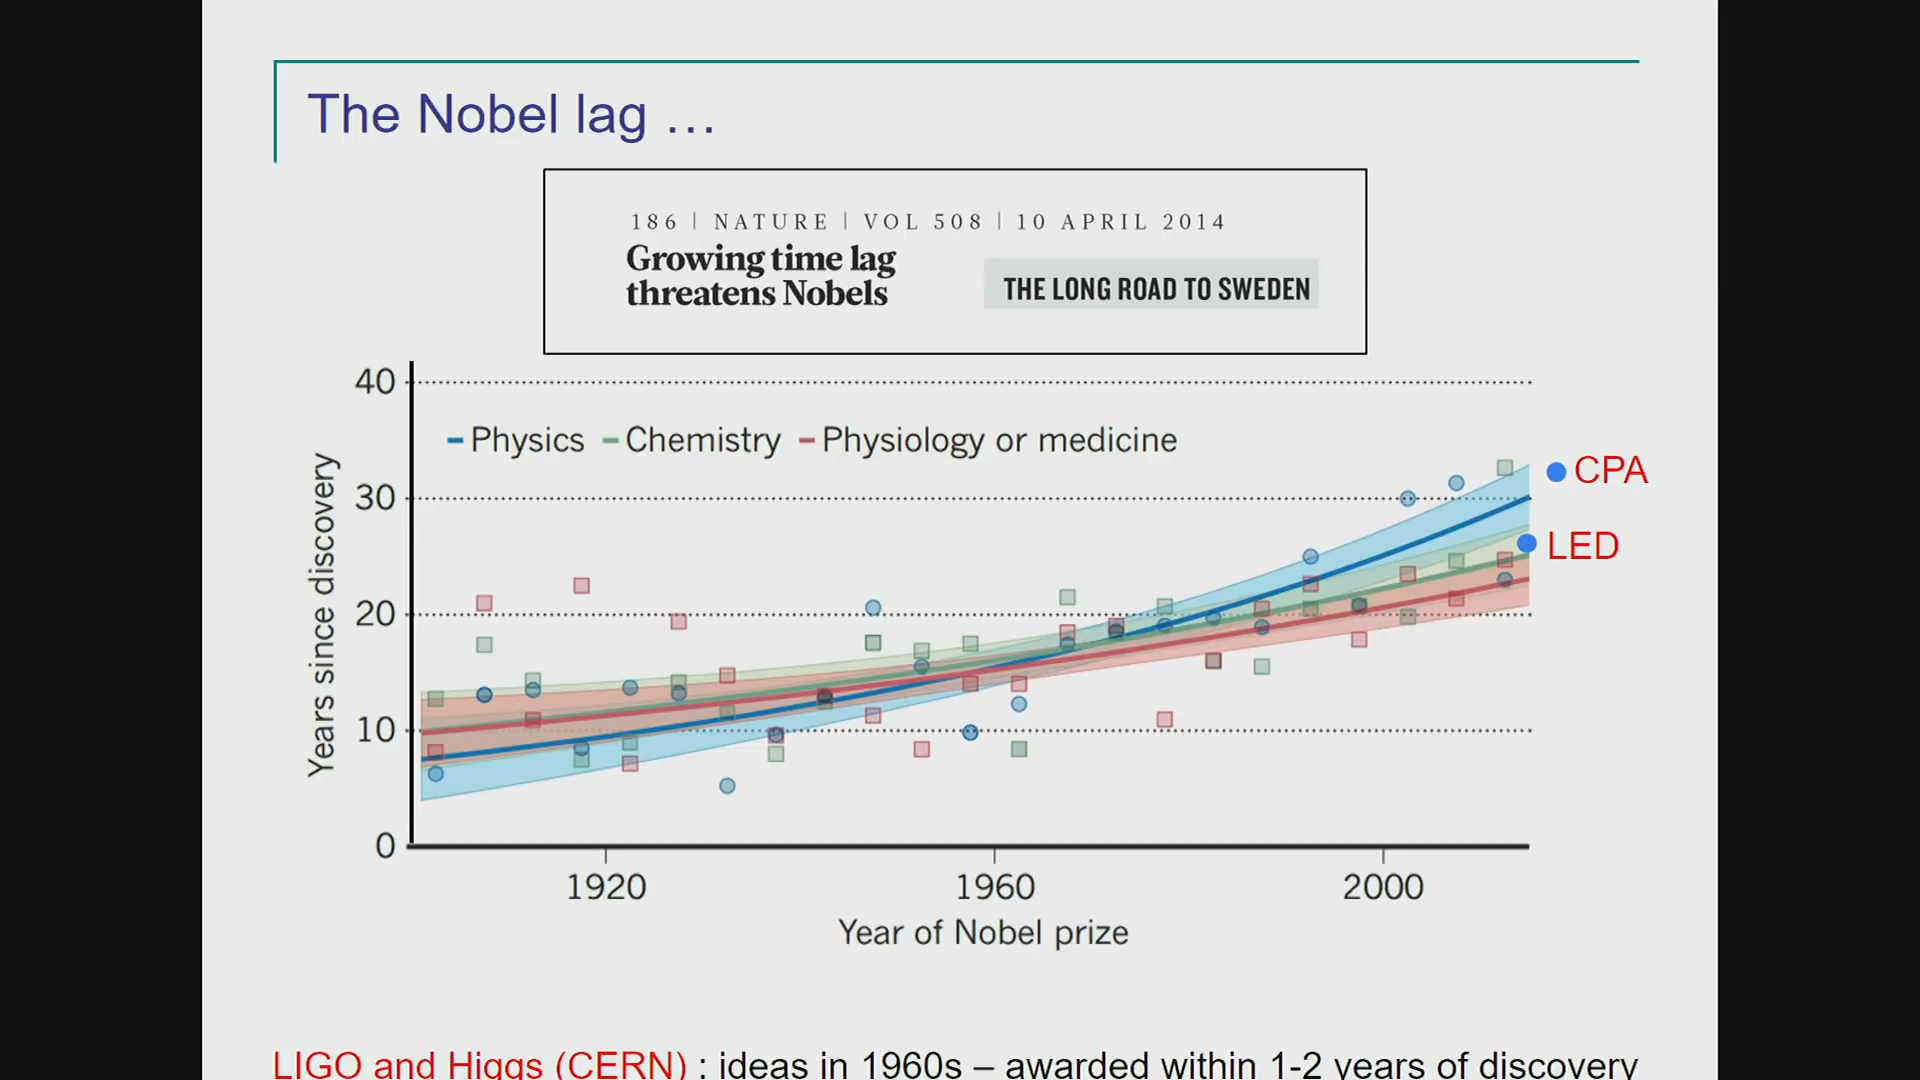 The Nobel lag …
186 | NATURE | VOL 508 | 10 APRIL 2014
Growing time lag
threatens Nobels
THE LONG ROAD TO SWEDEN
40
Physics Chemistry Physiology or medicine
CPA
30
LED
20
10
0
Years since discovery
1920 1960 2000
Year of Nobel prize
LIGO and Higgs (CERN) : ideas in 1960s – awarded within 1-2 years of discovery